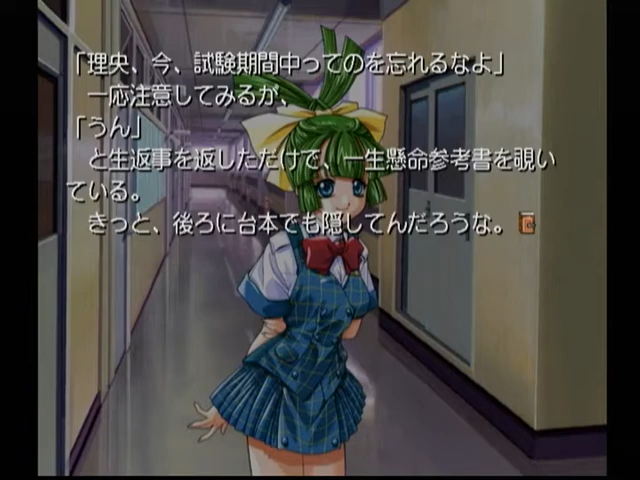 「理央、今、試験期間中ってのを忘れるなよ」
一応注意してみるが、
「うん」
と生返事を返しただけで、一生懸命参考書を覗い
ている。
きっと、後ろに台本でも隠してんだろうな。